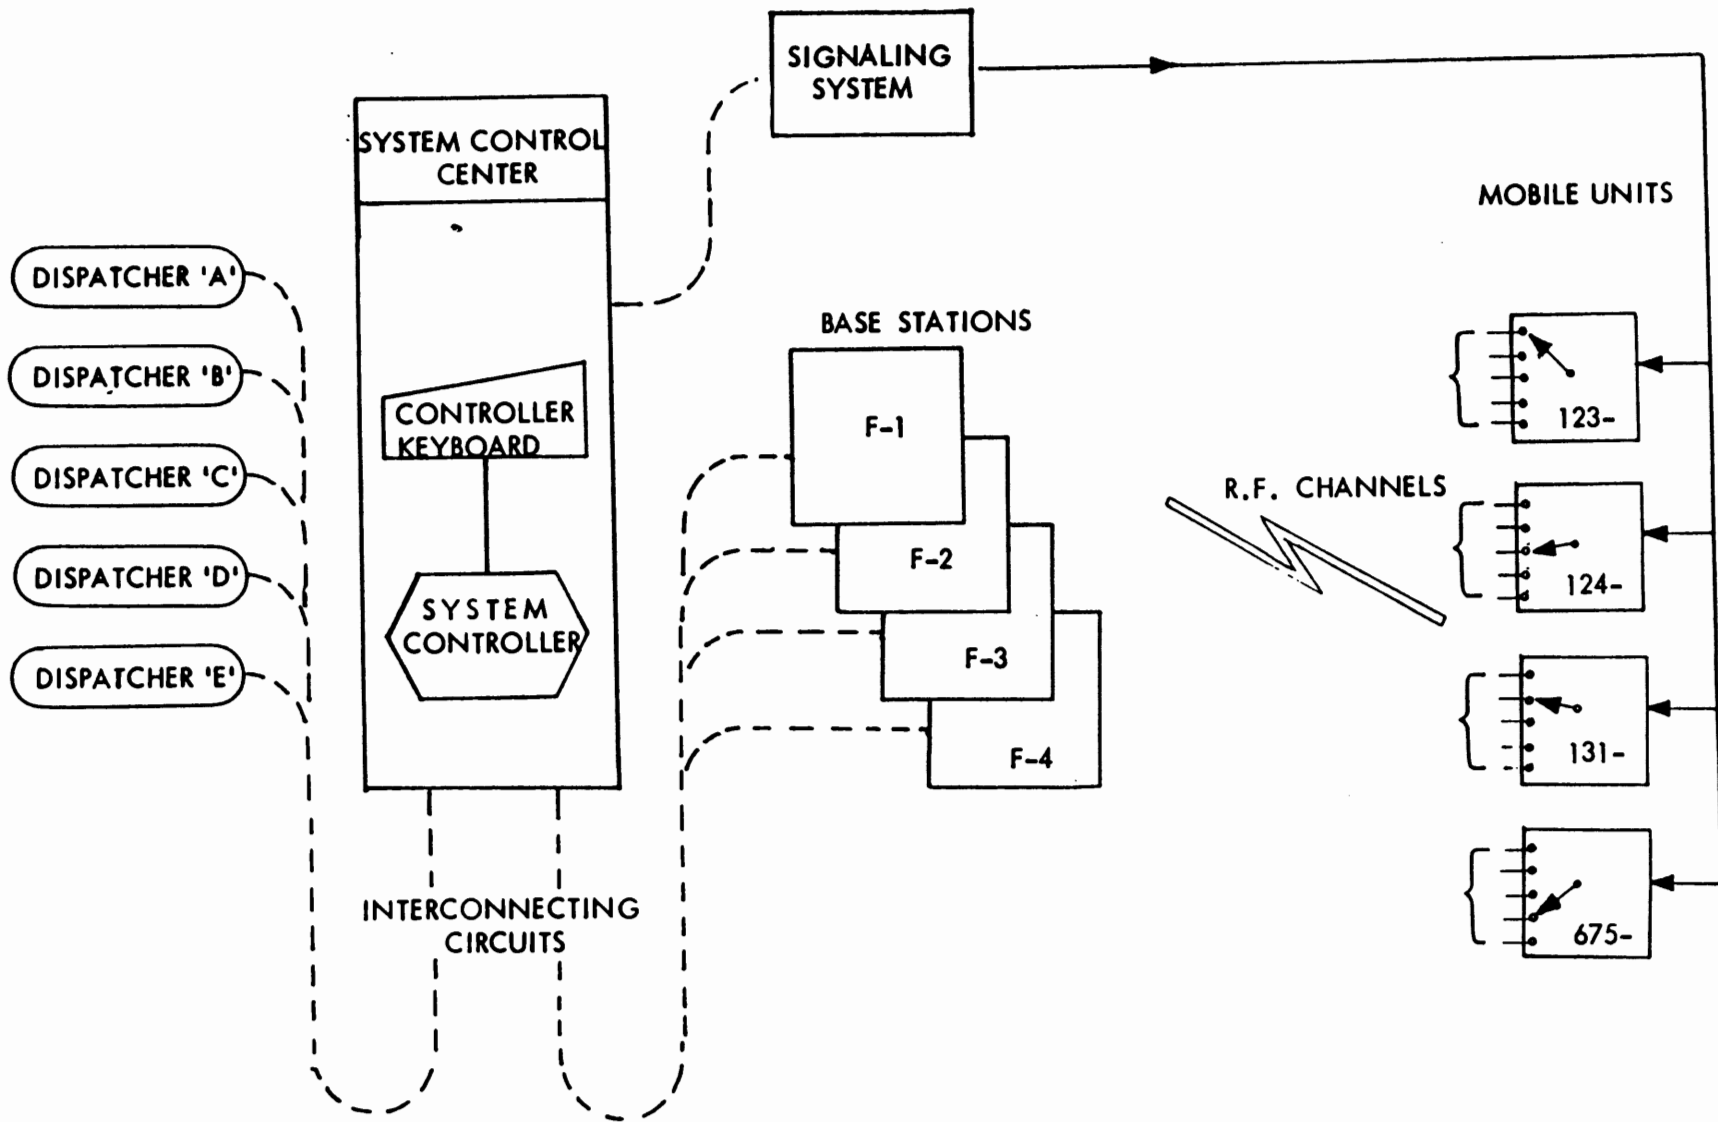 SIGNALING
SYSTEM
SYSTEM CONTROL
CENTER
MOBILE UNITS
DISPATCHER 'A'
DISPATCHER 'B'
DISPATCHER 'C'
DISPATCHER 'D'
DISPATCHER 'E'
CONTROLLER
KEYBOARD
SYSTEM
CONTROLLER
INTERCONNECTING
CIRCUITS
BASE STATIONS
F-1
F-2
F-3
F-4
R.F. CHANNELS
123-
124-
131-
675-